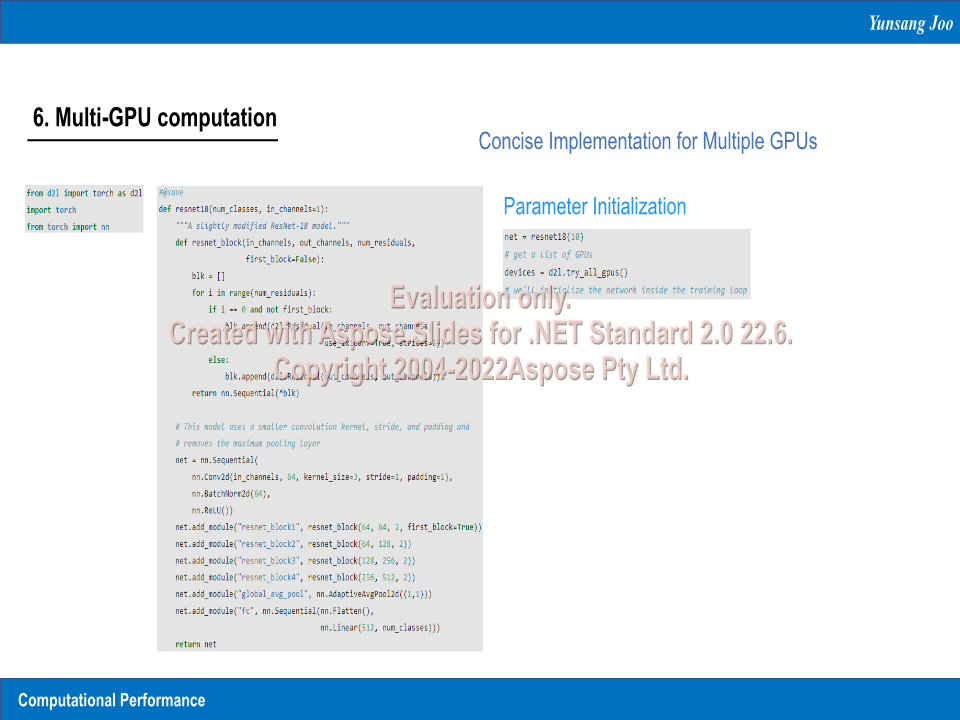 Yunsang Joo
6. Multi-GPU computation
Concise Implementation for Multiple GPUs
from d2l import torch as d2l
import torch
from torch import nn
#@save
def resnet18(num_classes, in_channels=1):
"""A slightly modified ResNet-18 model."""
def resnet_block(in_channels, out_channels, num_residuals,
first_block=False):
blk = []
for i in range(num_residuals):
if i == 0 and not first_block:
blk.append(d2l.Residual(in_channels, out_channels,
use_1x1conv=True, strides=2))
else:
blk.append(d2l.Residual(out_channels, out_channels))
return nn.Sequential(*blk)
# This model uses a smaller convolution kernel, stride, and padding and
# removes the maximum pooling layer
net = nn.Sequential(
nn.Conv2d(in_channels, 64, kernel_size=3, stride=1, padding=1),
nn.BatchNorm2d(64),
nn.ReLU())
net.add_module("resnet_block1", resnet_block(64, 64, 2, first_block=True))
net.add_module("resnet_block2", resnet_block(64, 128, 2))
net.add_module("resnet_block3", resnet_block(128, 256, 2))
net.add_module("resnet_block4", resnet_block(256, 512, 2))
net.add_module("global_avg_pool", nn.AdaptiveAvgPool2d((1,1)))
net.add_module("fc", nn.Sequential(nn.Flatten(),
nn.Linear(512, num_classes)))
return net
Parameter Initialization
net = resnet18(10)
# get a list of GPUs
devices = d2l.try_all_gpus()
# we'll initialize the network inside the training loop
Evaluation only.
Created with Aspose.Slides for .NET Standard 2.0 22.6.
Copyright 2004-2022Aspose Pty Ltd.
Computational Performance